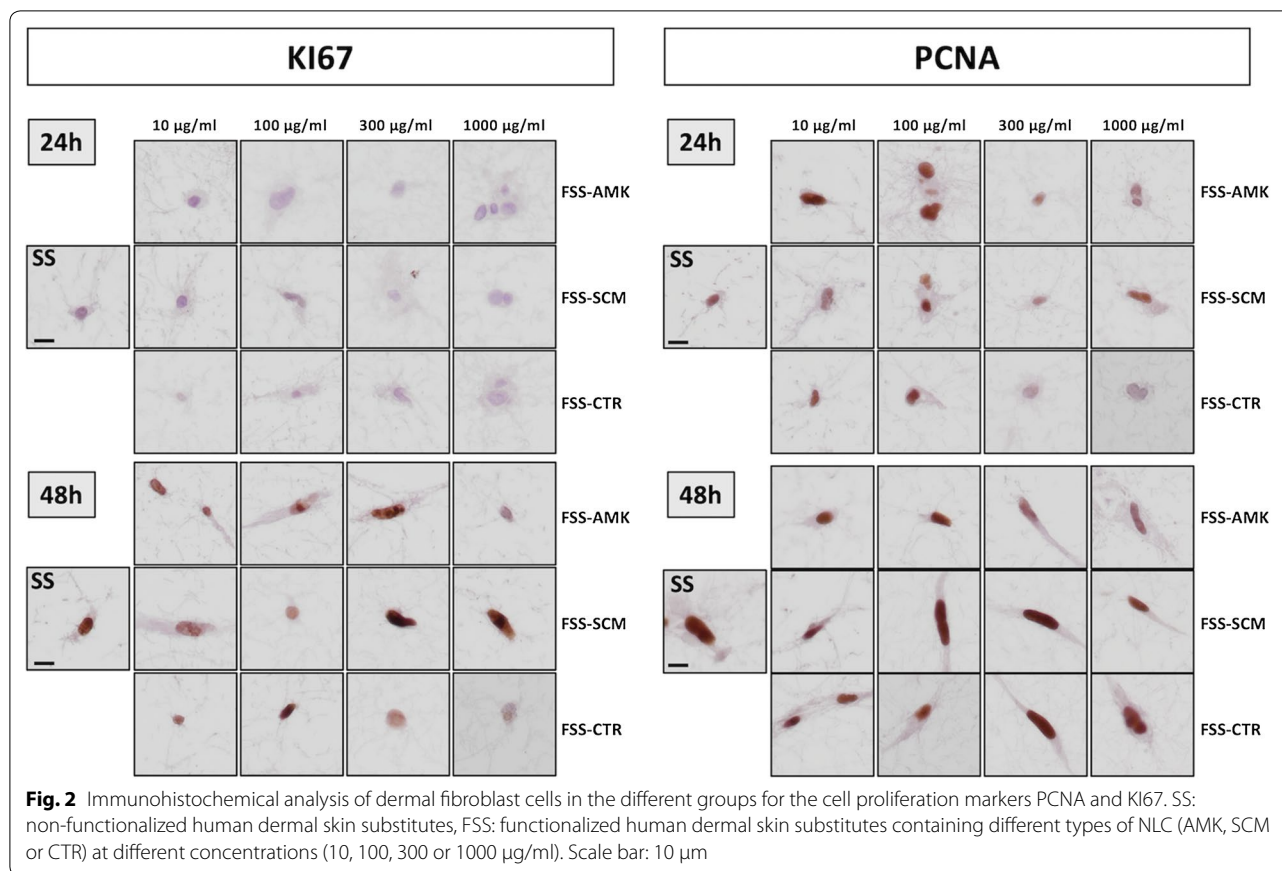 KI67
PCNA
24h
10 µg/ml 100 µg/ml 300 µg/ml 1000 µg/ml
FSS-AMK
SS
FSS-SCM
FSS-CTR
48h
FSS-AMK
SS
FSS-SCM
FSS-CTR
24h
10 µg/ml 100 µg/ml 300 µg/ml 1000 µg/ml
FSS-AMK
SS
FSS-SCM
FSS-CTR
48h
FSS-AMK
SS
FSS-SCM
FSS-CTR
Fig. 2 Immunohistochemical analysis of dermal fibroblast cells in the different groups for the cell proliferation markers PCNA and KI67. SS:
non-functionalized human dermal skin substitutes, FSS: functionalized human dermal skin substitutes containing different types of NLC (AMK, SCM
or CTR) at different concentrations (10, 100, 300 or 1000 µg/ml). Scale bar: 10 µm